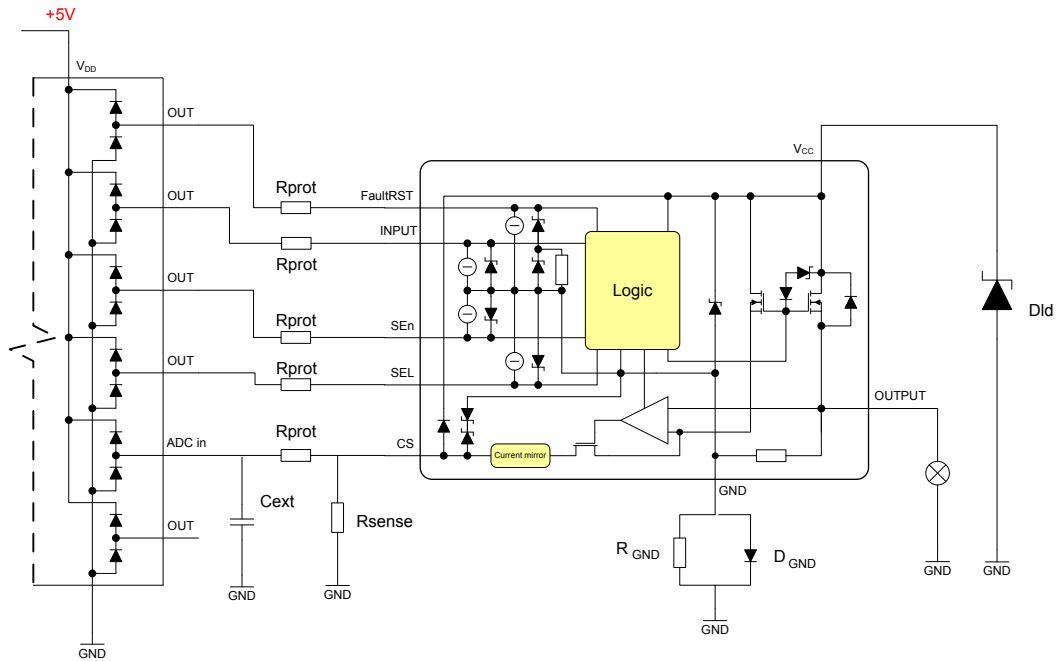 +5V
VDD
OUT
OUT
OUT
OUT
ADC in
OUT
GND
Rprot
Rprot
Rprot
Rprot
Rprot
Cext
GND
Rsense
GND
FaultRST
INPUT
SEn
SEL
CS
VCC
Logic
Current mirror
OUTPUT
GND
R GND
D GND
GND
GND
Dld
GND